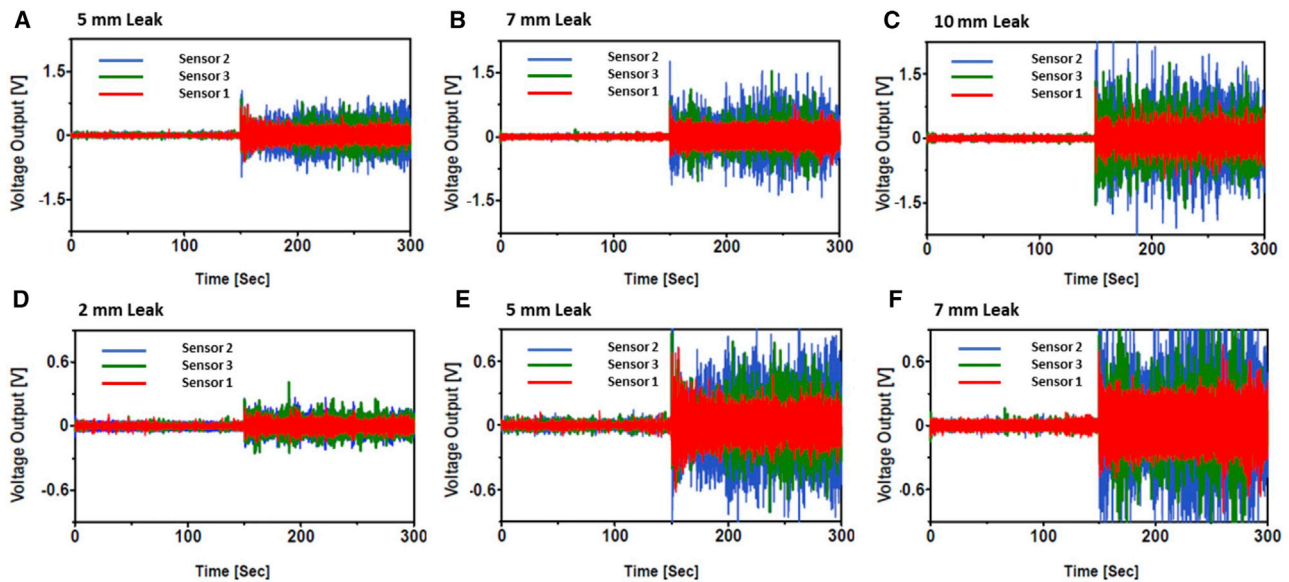 A
5 mm Leak
Sensor 2
Sensor 3
Sensor 1
1.5
0
-1.5
Voltage Output [V]
0
100
200
300
Time [Sec]
B
7 mm Leak
Sensor 2
Sensor 3
Sensor 1
1.5
0
-1.5
Voltage Output [V]
0
100
200
300
Time [Sec]
C
10 mm Leak
Sensor 2
Sensor 3
Sensor 1
1.5
0
-1.5
Voltage Output [V]
0
100
200
300
Time [Sec]
D
2 mm Leak
Sensor 2
Sensor 3
Sensor 1
0.6
0
-0.6
Voltage Output [V]
0
100
200
300
Time [Sec]
E
5 mm Leak
Sensor 2
Sensor 3
Sensor 1
0.6
0
-0.6
Voltage Output [V]
0
100
200
300
Time [Sec]
F
7 mm Leak
Sensor 2
Sensor 3
Sensor 1
0.6
0
-0.6
Voltage Output [V]
0
100
200
300
Time [Sec]